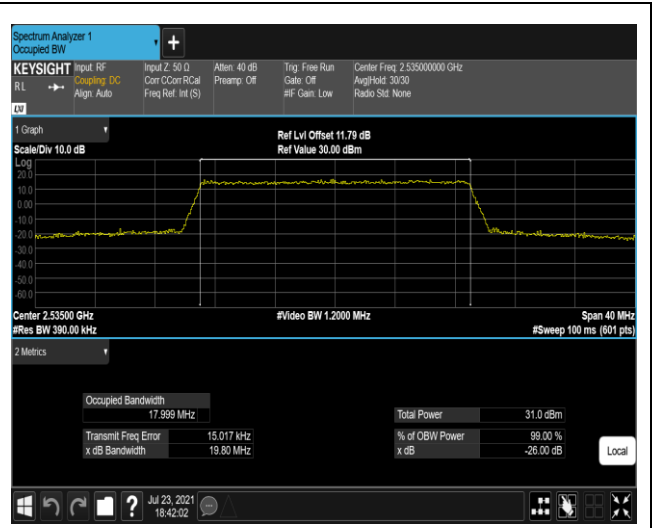 Spectrum Analyzer 1
Occupied BW
+
KEYSIGHT
RL
LXI
Input: RF
Coupling: DC
Align: Auto
Input Z: 50 Ω
Corr CCorr RCal
Freq Ref: Int (S)
Atten: 40 dB
Preamp: Off
Trig: Free Run
Gate: Off
#IF Gain: Low
Center Freq: 2.535000000 GHz
Avg|Hold: 30/30
Radio Std: None
1 Graph
Scale/Div 10.0 dB
Ref Lvl Offset 11.79 dB
Ref Value 30.00 dBm
Log
20.0
10.0
0.00
-10.0
-20.0
-30.0
-40.0
-50.0
-60.0
Center 2.53500 GHz
#Res BW 390.00 kHz
#Video BW 1.2000 MHz
Span 40 MHz
#Sweep 100 ms (601 pts)
2 Metrics
Occupied Bandwidth
17.999 MHz
Total Power 31.0 dBm
Transmit Freq Error 15.017 kHz
% of OBW Power 99.00 %
x dB Bandwidth 19.80 MHz
x dB -26.00 dB
Local
?
Jul 23, 2021
18:42:02